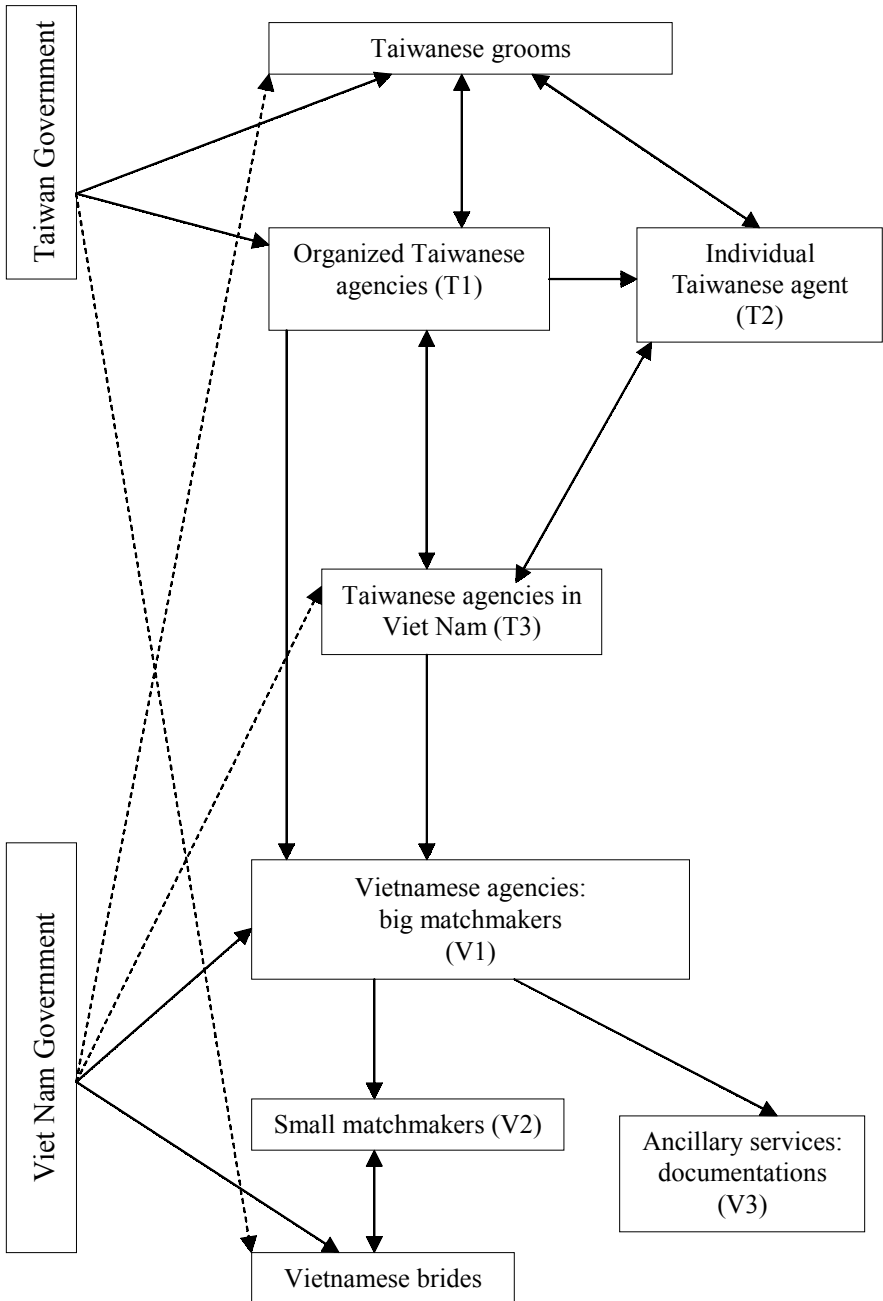 Taiwan Government
Taiwanese grooms
Organized Taiwanese
agencies (T1)
Individual
Taiwanese agent
(T2)
Taiwanese agencies in
Viet Nam (T3)
Viet Nam Government
Vietnamese agencies:
big matchmakers
(V1)
Small matchmakers (V2)
Ancillary services:
documentations
(V3)
Vietnamese brides